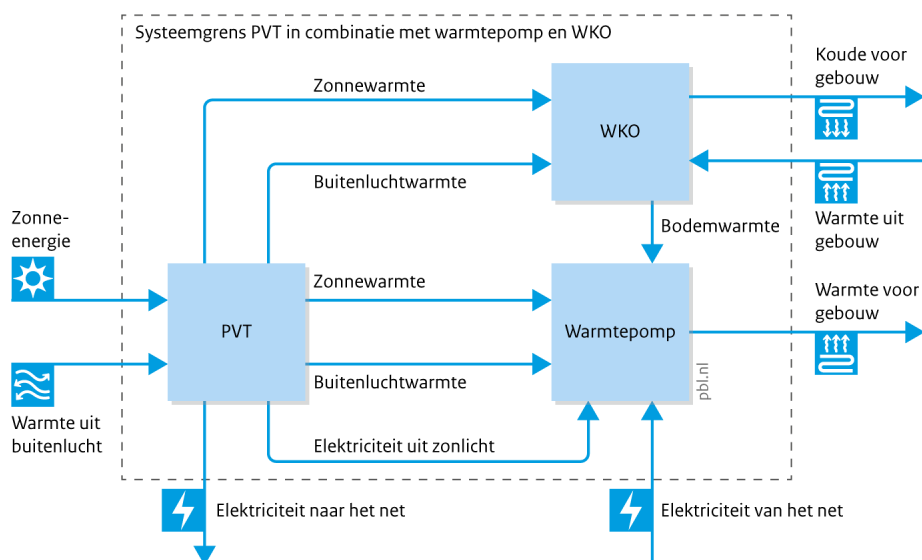 Systeemgrens PVT in combinatie met warmtepomp en WKO
Koude voor
gebouw
Zonnewarmte
WKO
Buitenluchtwarmte
Warmte uit
gebouw
Zonne-
energie
Bodemwarmte
Zonnewarmte
Warmte voor
gebouw
PVT
Warmtepomp
Buitenluchtwarmte
pbl.nl
Warmte uit
buitenlucht
Elektriciteit uit zonlicht
Elektriciteit naar het net
Elektriciteit van het net